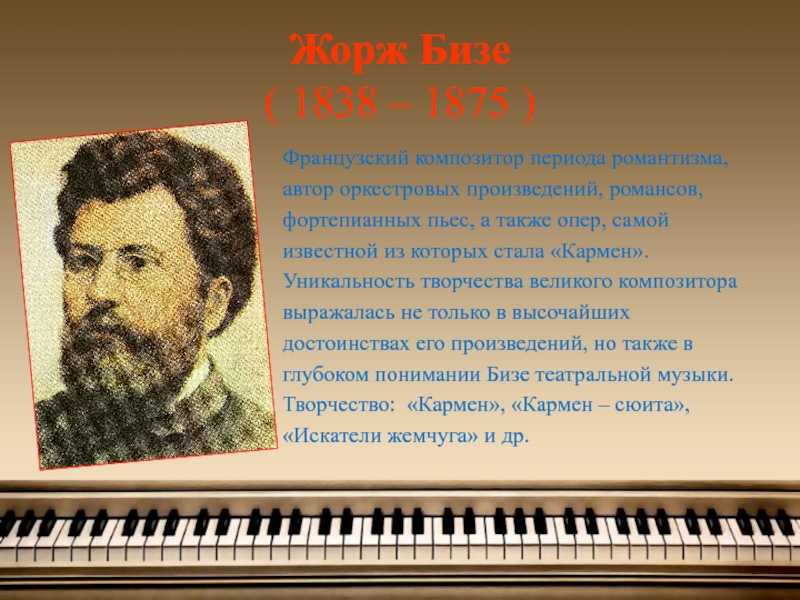 Жорж Бизе
( 1838 – 1875 )
Французский композитор периода романтизма,
автор оркестровых произведений, романсов,
фортепианных пьес, а также опер, самой
известной из которых стала «Кармен».
Уникальность творчества великого композитора
выражалась не только в высочайших
достоинствах его произведений, но также в
глубоком понимании Бизе театральной музыки.
Творчество: «Кармен», «Кармен – сюита»,
«Искатели жемчуга» и др.